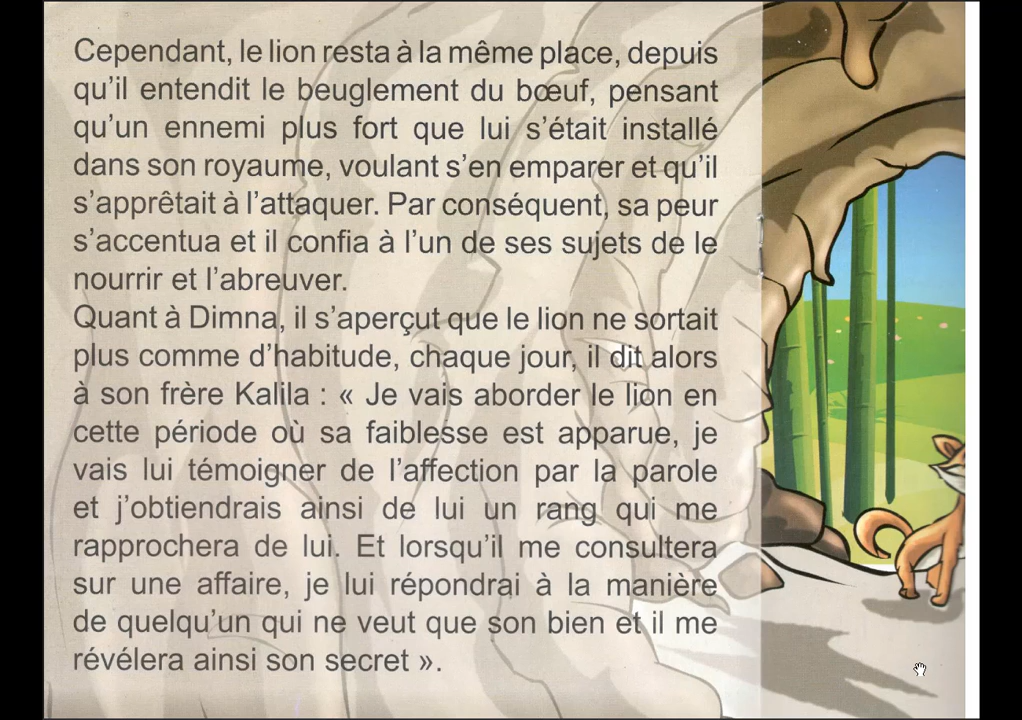 Cependant, le lion resta à la même place, depuis
qu’il entendit le beuglement du bœuf, pensant
qu’un ennemi plus fort que lui s’était installé
dans son royaume, voulant s’en emparer et qu’il
s’apprêtait à l’attaquer. Par conséquent, sa peur
s’accentua et il confia à l’un de ses sujets de le
nourrir et l’abreuver.
Quant à Dimna, il s’aperçut que le lion ne sortait
plus comme d’habitude, chaque jour, il dit alors
à son frère Kalila : « Je vais aborder le lion en
cette période où sa faiblesse est apparue, je
vais lui témoigner de l’affection par la parole
et j’obtiendrais ainsi de lui un rang qui me
rapprochera de lui. Et lorsqu’il me consultera
sur une affaire, je lui répondrai à la manière
de quelqu’un qui ne veut que son bien et il me
révélera ainsi son secret ».